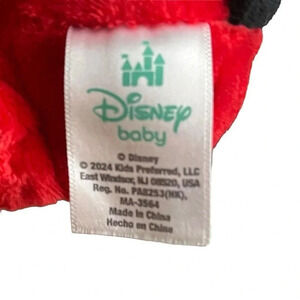 Disney
baby
© Disney
© 2024 Kids Preferred, LLC
East Windsor, NJ 08520, USA
Reg. No. PA8253(HK),
MA-3564
Made in China
Hecho en China